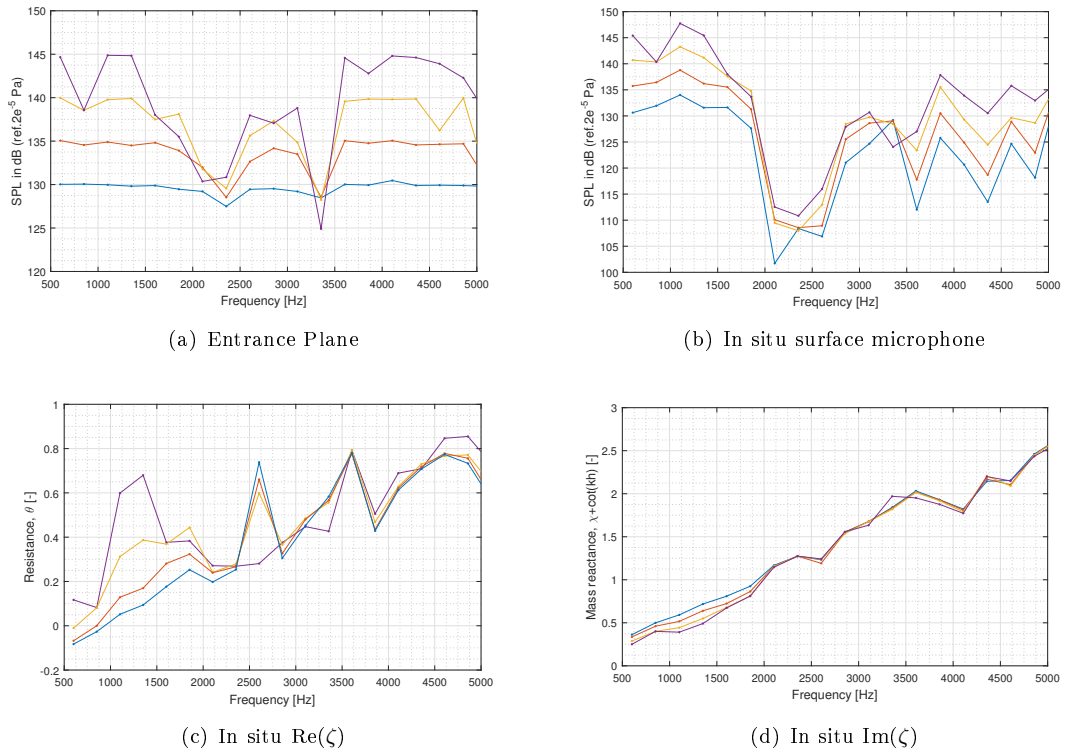 150
145
140
135
130
125
120
SPL in dB (ref.2e⁻⁵ Pa)
500 1000 1500 2000 2500 3000 3500 4000 4500 5000
Frequency [Hz]
(a) Entrance Plane
150
145
140
135
130
125
120
115
110
105
100
SPL in dB (ref.2e⁻⁵ Pa)
500 1000 1500 2000 2500 3000 3500 4000 4500 5000
Frequency [Hz]
(b) In situ surface microphone
1
0.8
0.6
0.4
0.2
0
-0.2
Resistance, θ [-]
500 1000 1500 2000 2500 3000 3500 4000 4500 5000
Frequency [Hz]
(c) In situ Re(ζ)
3
2.5
2
1.5
1
0.5
0
Mass reactance, χ+cot(kh) [-]
500 1000 1500 2000 2500 3000 3500 4000 4500 5000
Frequency [Hz]
(d) In situ Im(ζ)